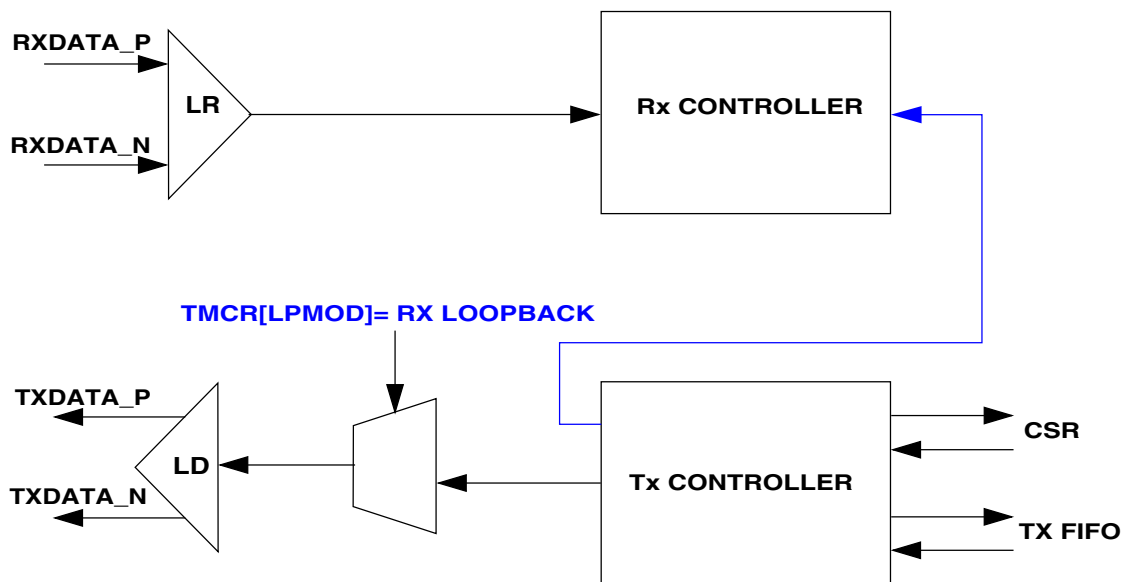 RXDATA_P
LR
RXDATA_N
Rx CONTROLLER
TMCR[LPMOD]= RX LOOPBACK
TXDATA_P
LD
TXDATA_N
Tx CONTROLLER
CSR
TX FIFO